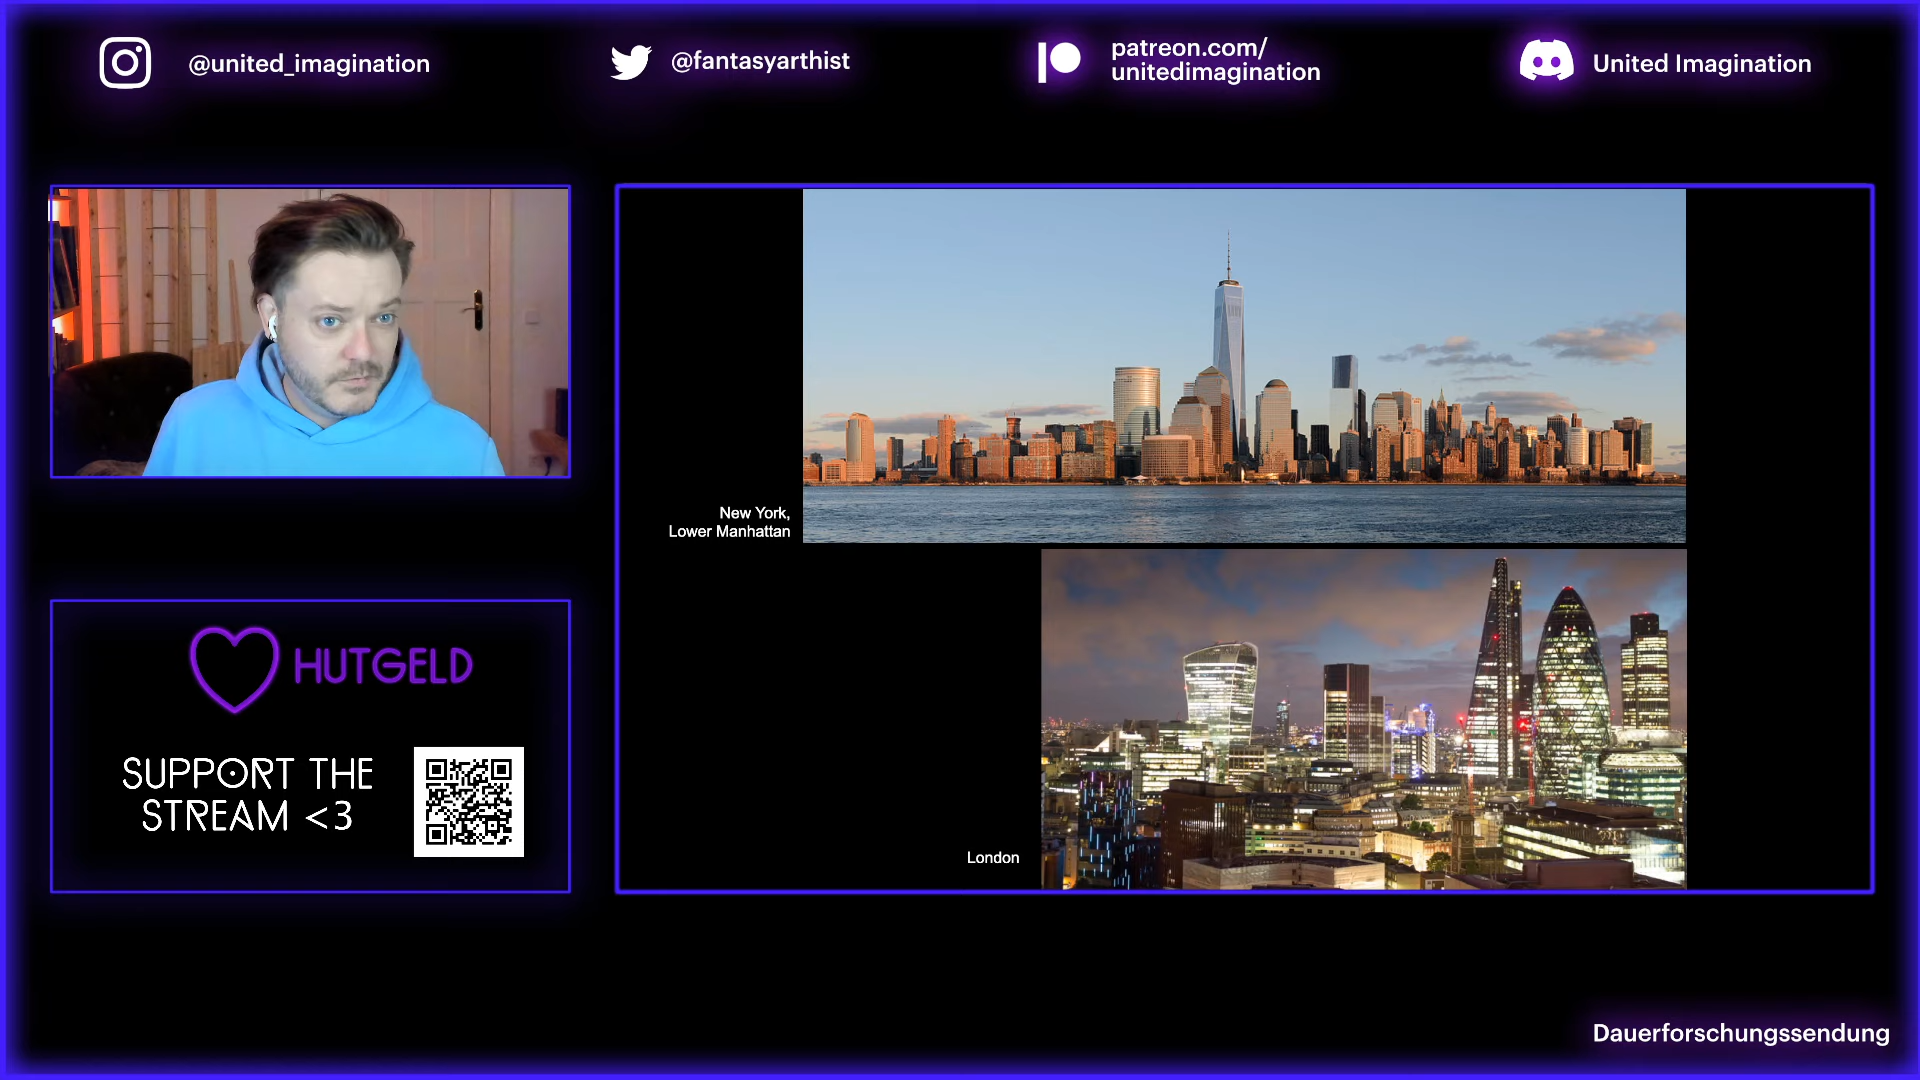 @united_imagination
@fantasyarthist
patreon.com/
unitedimagination
United Imagination
New York,
Lower Manhattan
HUTGELD
SUPPORT THE
STREAM <3
London
Dauerforschungssendung